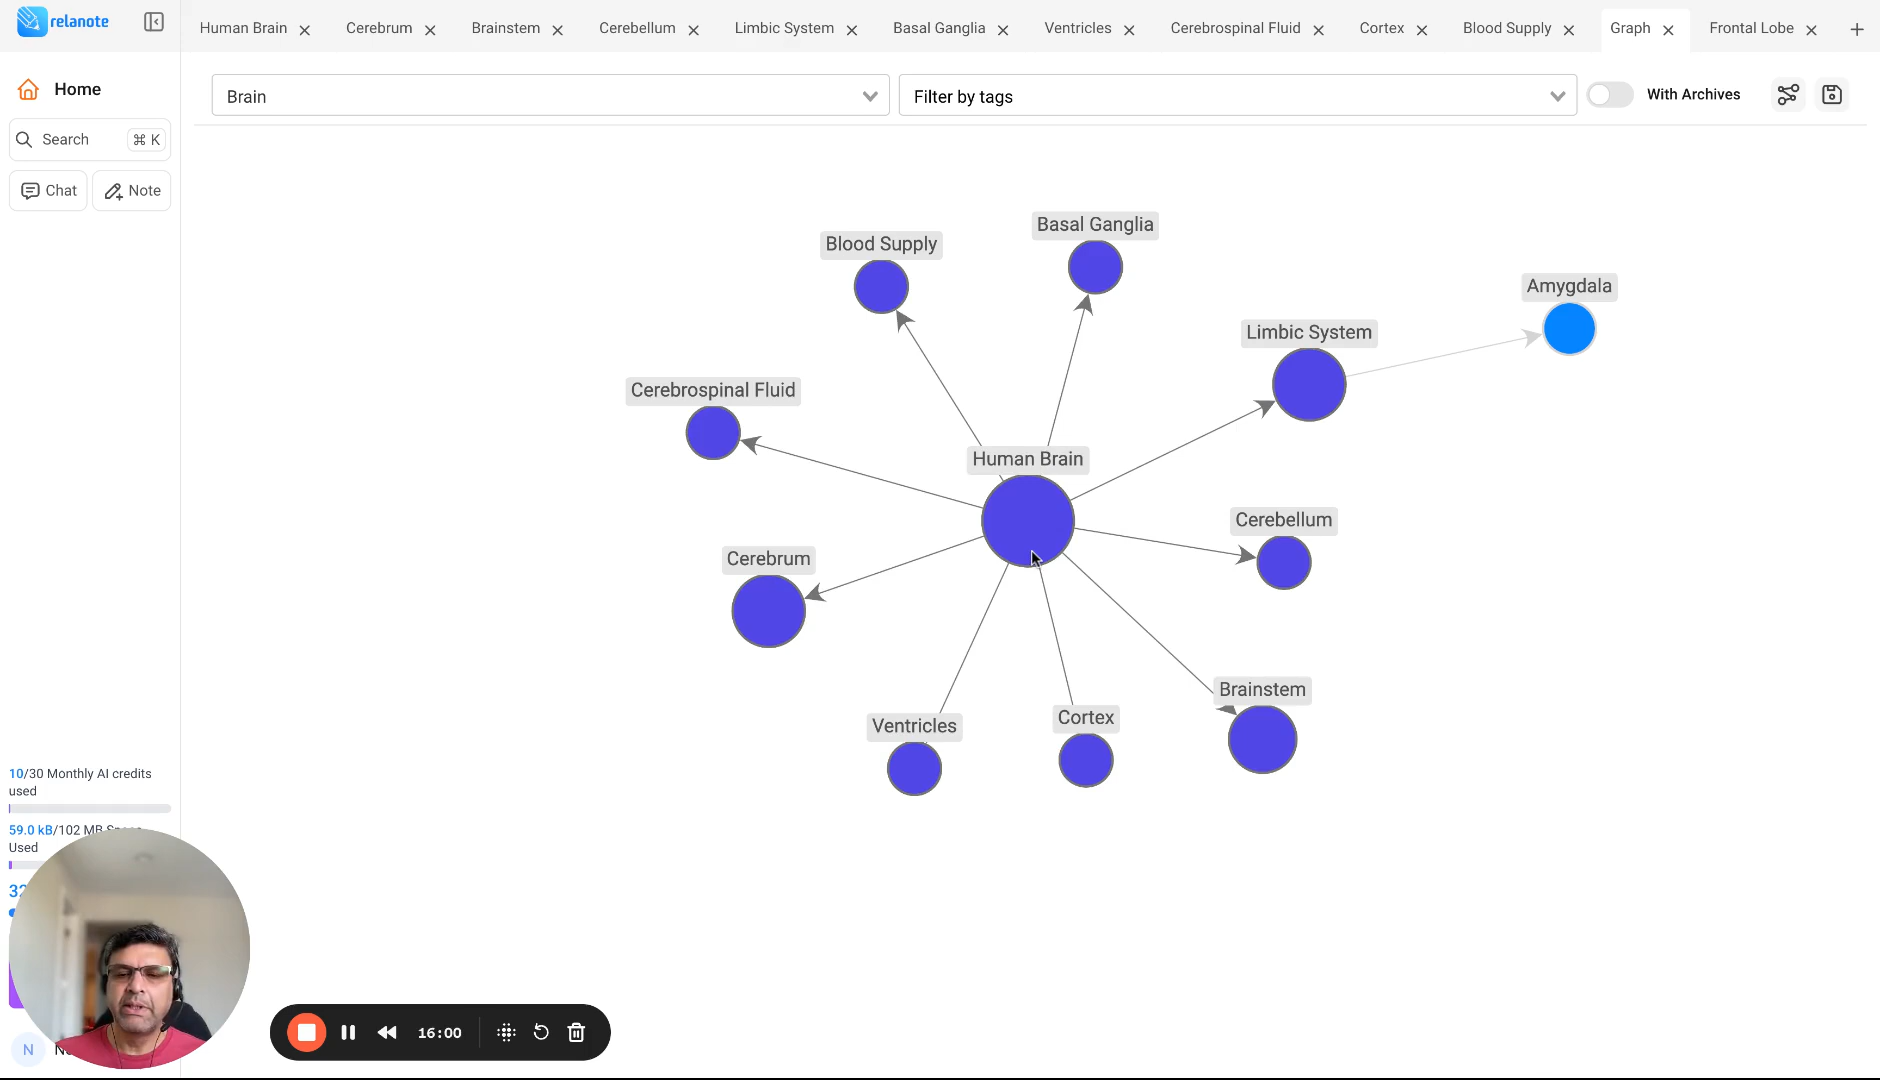 relanote
Human Brain
Cerebrum
Brainstem
Cerebellum
Limbic System
Basal Ganglia
Ventricles
Cerebrospinal Fluid
Cortex
Blood Supply
Graph
Frontal Lobe
Home
Brain
Filter by tags
With Archives
Search
⌘ K
Chat
Note
Basal Ganglia
Blood Supply
Amygdala
Limbic System
Cerebrospinal Fluid
Human Brain
Cerebellum
Cerebrum
Brainstem
Cortex
Ventricles
10/30 Monthly AI credits
used
59.0 kB/102 MB
Used
16:00
N